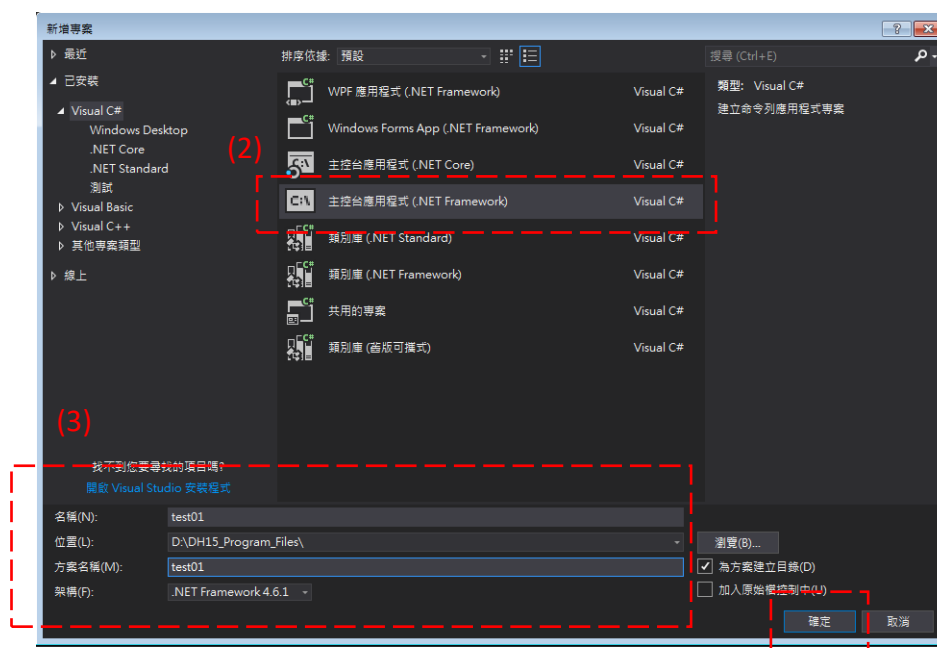 新增專案
最近
已安裝
Visual C#
Windows Desktop
.NET Core
.NET Standard
測試
Visual Basic
Visual C++
其他專案類型
線上
(2)
排序依據: 預設
WPF 應用程式 (.NET Framework) Visual C#
Windows Forms App (.NET Framework) Visual C#
主控台應用程式 (.NET Core) Visual C#
主控台應用程式 (.NET Framework) Visual C#
類別庫 (.NET Standard) Visual C#
類別庫 (.NET Framework) Visual C#
共用的專案 Visual C#
類別庫 (舊版可攜式) Visual C#
搜尋 (Ctrl+E)
類型: Visual C#
建立命令列應用程式專案
(3)
找不到您要尋找的項目嗎?
開啟 Visual Studio 安裝程式
名稱(N): test01
位置(L): D:\DH15_Program_Files\
瀏覽(B)...
方案名稱(M): test01
為方案建立目錄(D)
架構(F): .NET Framework 4.6.1
加入原始檔控制中(U)
確定
取消